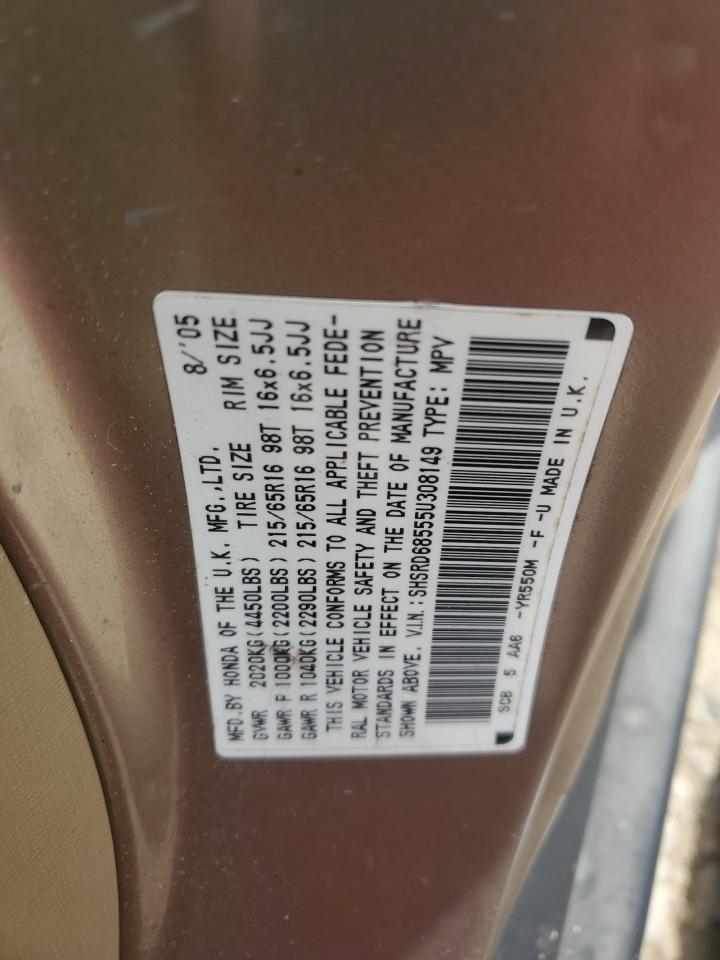 MFD.BY HONDA OF THE U.K. MFG.,LTD. 8/'05
GVWR 2020KG(4450LBS) TIRE SIZE RIM SIZE
GAWR F 1000KG(2200LBS) 215/65R16 98T 16x6.5JJ
GAWR R 1040KG(2290LBS) 215/65R16 98T 16x6.5JJ
THIS VEHICLE CONFORMS TO ALL APPLICABLE FEDE-
RAL MOTOR VEHICLE SAFETY AND THEFT PREVENTION
STANDARDS IN EFFECT ON THE DATE OF MANUFACTURE
SHOWN ABOVE. V.I.N.:SHSRD68555U308149 TYPE: MPV
SCB 5 AA6 -YR550M -F -U MADE IN U.K.